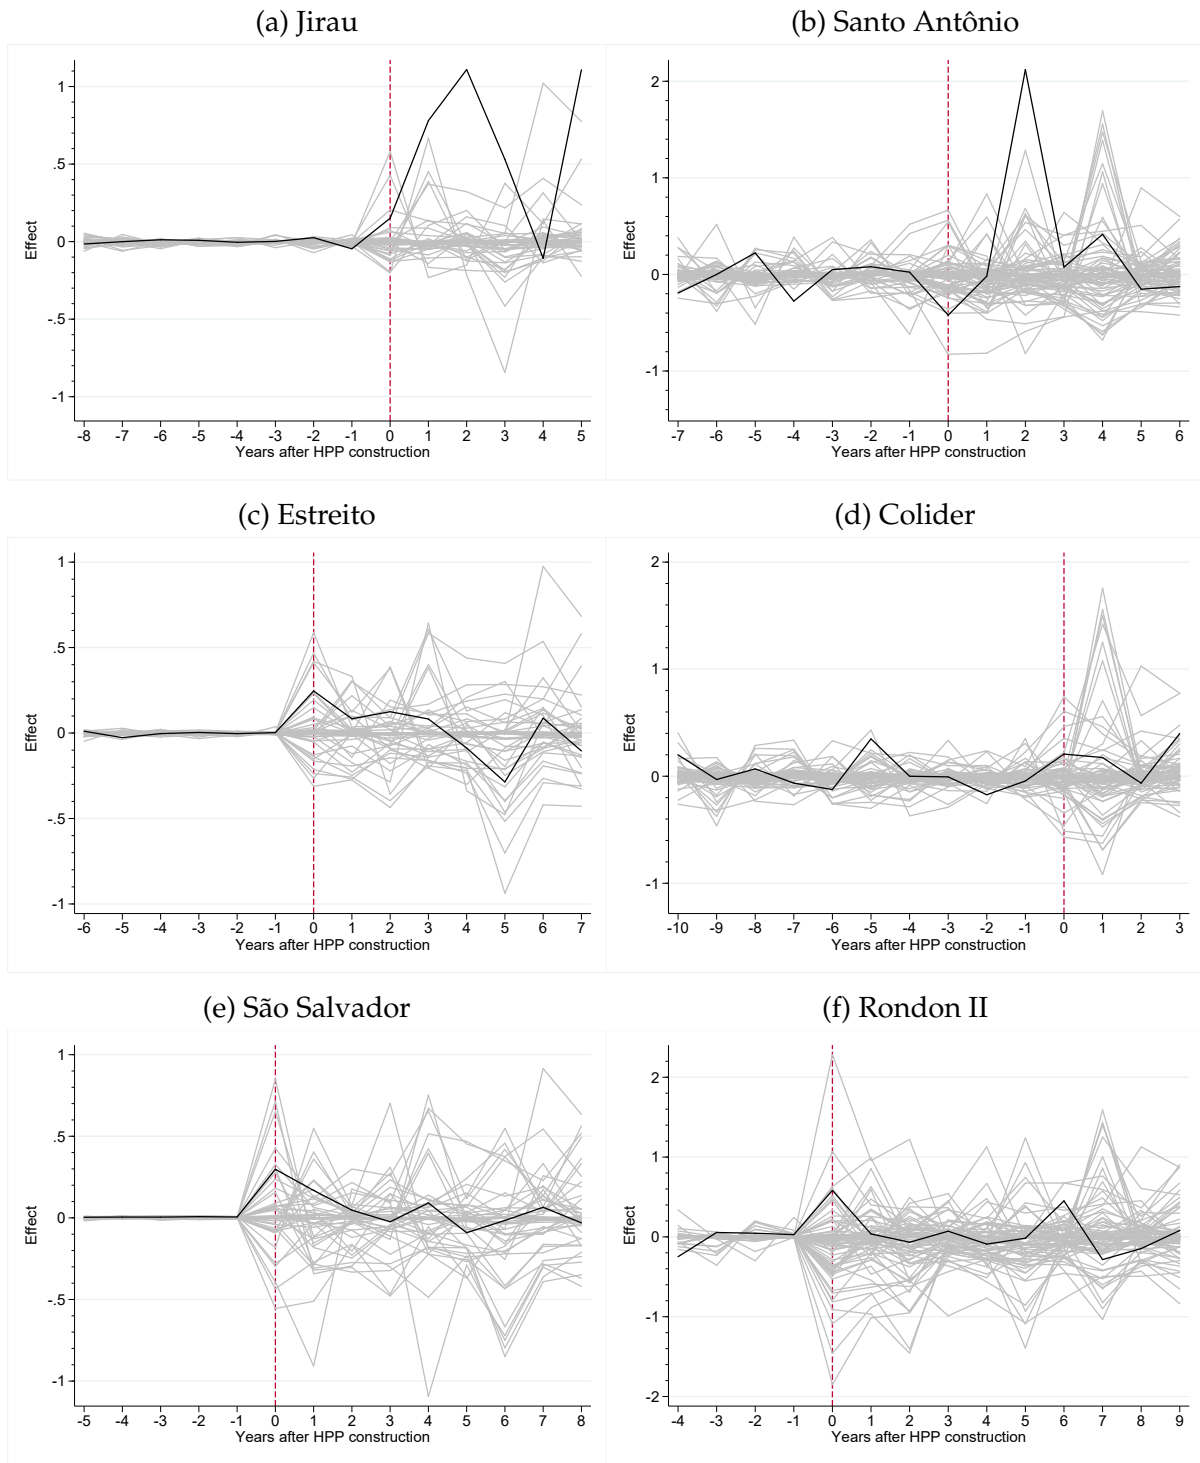 (a) Jirau
1
.5
0
-.5
-1
Effect
-8 -7 -6 -5 -4 -3 -2 -1 0 1 2 3 4 5
Years after HPP construction
(b) Santo Antônio
2
1
0
-1
Effect
-7 -6 -5 -4 -3 -2 -1 0 1 2 3 4 5 6
Years after HPP construction
(c) Estreito
1
.5
0
-.5
-1
Effect
-6 -5 -4 -3 -2 -1 0 1 2 3 4 5 6 7
Years after HPP construction
(d) Colider
2
1
0
-1
Effect
-10 -9 -8 -7 -6 -5 -4 -3 -2 -1 0 1 2 3
Years after HPP construction
(e) São Salvador
1
.5
0
-.5
-1
Effect
-5 -4 -3 -2 -1 0 1 2 3 4 5 6 7 8
Years after HPP construction
(f) Rondon II
2
1
0
-1
-2
Effect
-4 -3 -2 -1 0 1 2 3 4 5 6 7 8 9
Years after HPP construction